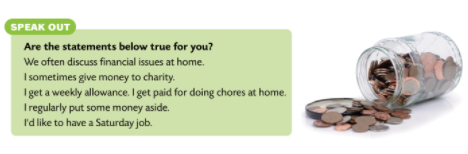 SPEAK OUT
Are the statements below true for you?
We often discuss financial issues at home.
I sometimes give money to charity.
I get a weekly allowance. I get paid for doing chores at home.
I regularly put some money aside.
I'd like to have a Saturday job.